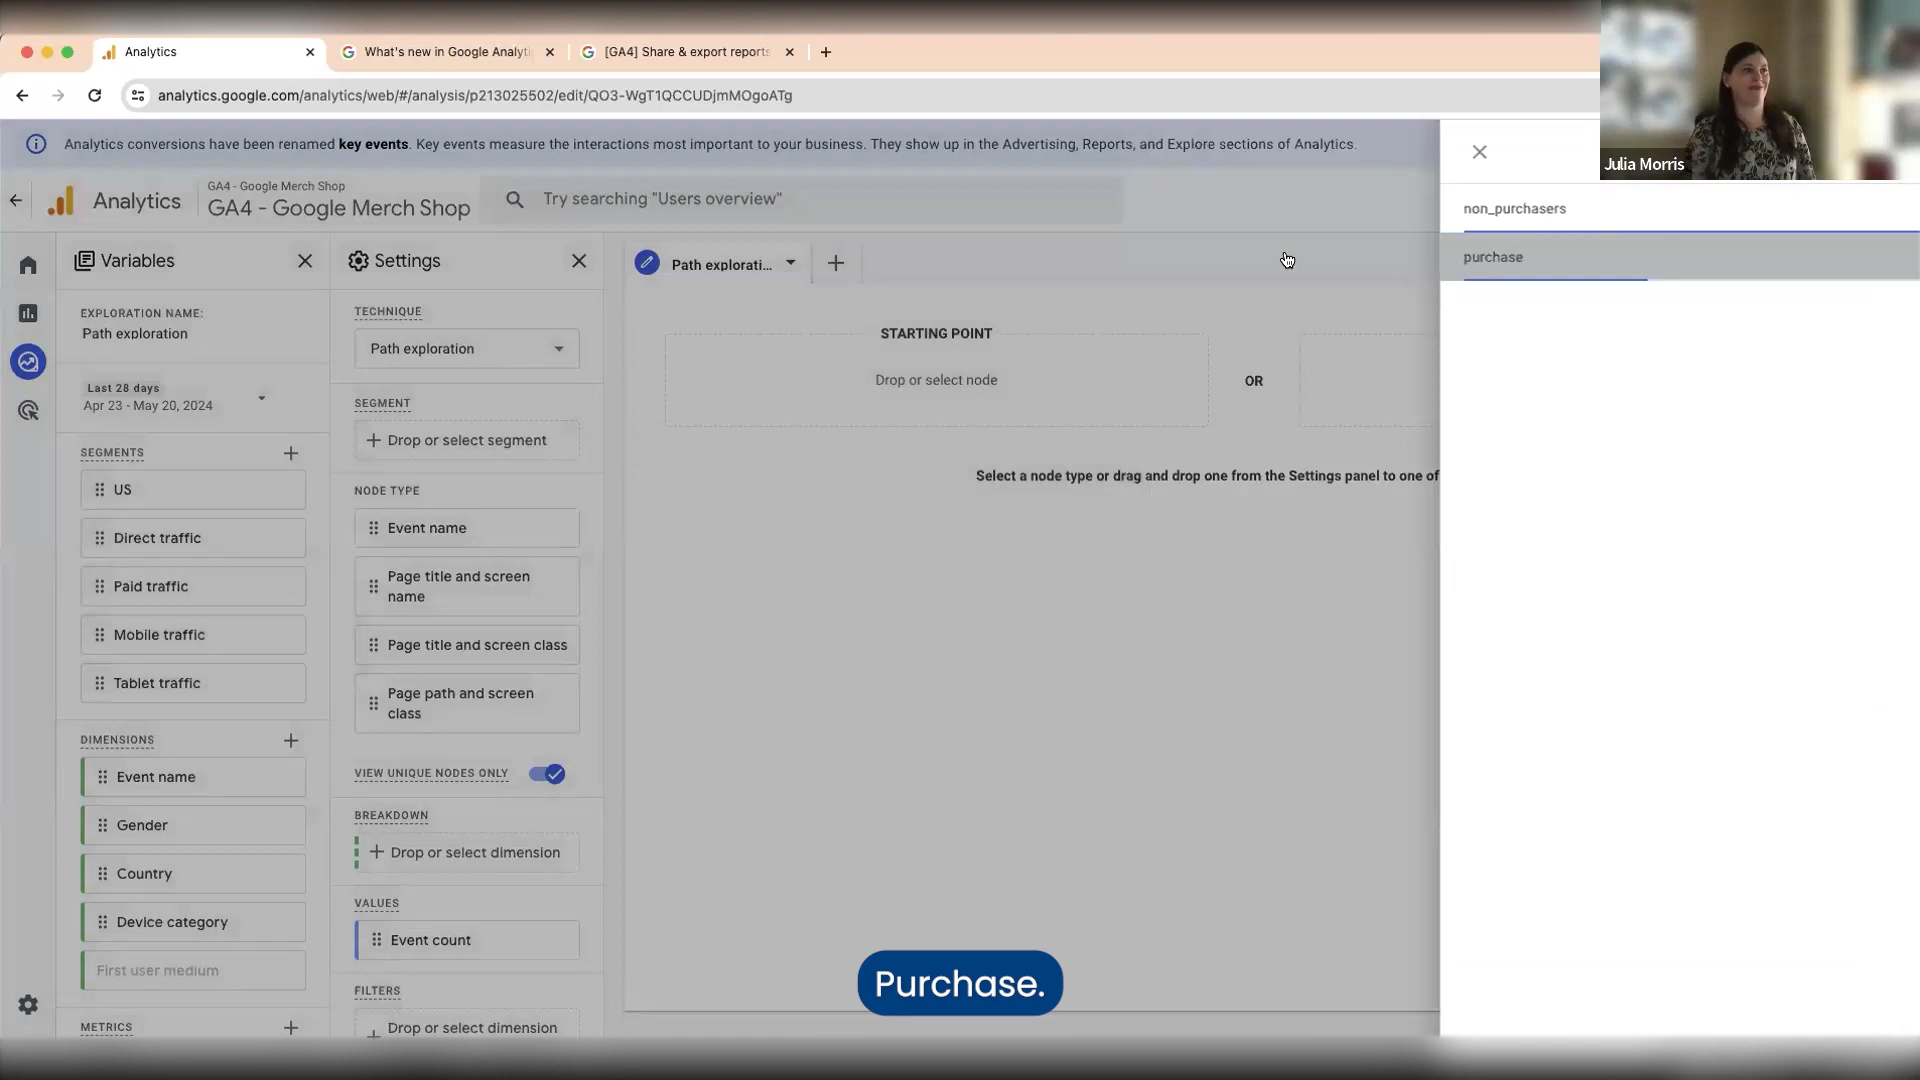 Analytics
What's new in Google Analyti
[GA4] Share & export reports
analytics.google.com/analytics/web/#/analysis/p213025502/edit/QO3-WgT1QCCUDjmMOgoATg
Analytics conversions have been renamed key events. Key events measure the interactions most important to your business. They show up in the Advertising, Reports, and Explore sections of Analytics.
Julia Morris
Analytics
GA4 - Google Merch Shop
GA4 - Google Merch Shop
Try searching "Users overview"
non_purchasers
purchase
Variables
EXPLORATION NAME:
Path exploration
Last 28 days
Apr 23 - May 20, 2024
SEGMENTS
US
Direct traffic
Paid traffic
Mobile traffic
Tablet traffic
DIMENSIONS
Event name
Gender
Country
Device category
First user medium
METRICS
Settings
TECHNIQUE
Path exploration
SEGMENT
Drop or select segment
NODE TYPE
Event name
Page title and screen
name
Page title and screen class
Page path and screen
class
VIEW UNIQUE NODES ONLY
BREAKDOWN
Drop or select dimension
VALUES
Event count
FILTERS
Drop or select dimension
Path explorati...
STARTING POINT
Drop or select node
OR
Select a node type or drag and drop one from the Settings panel to one of
Purchase.